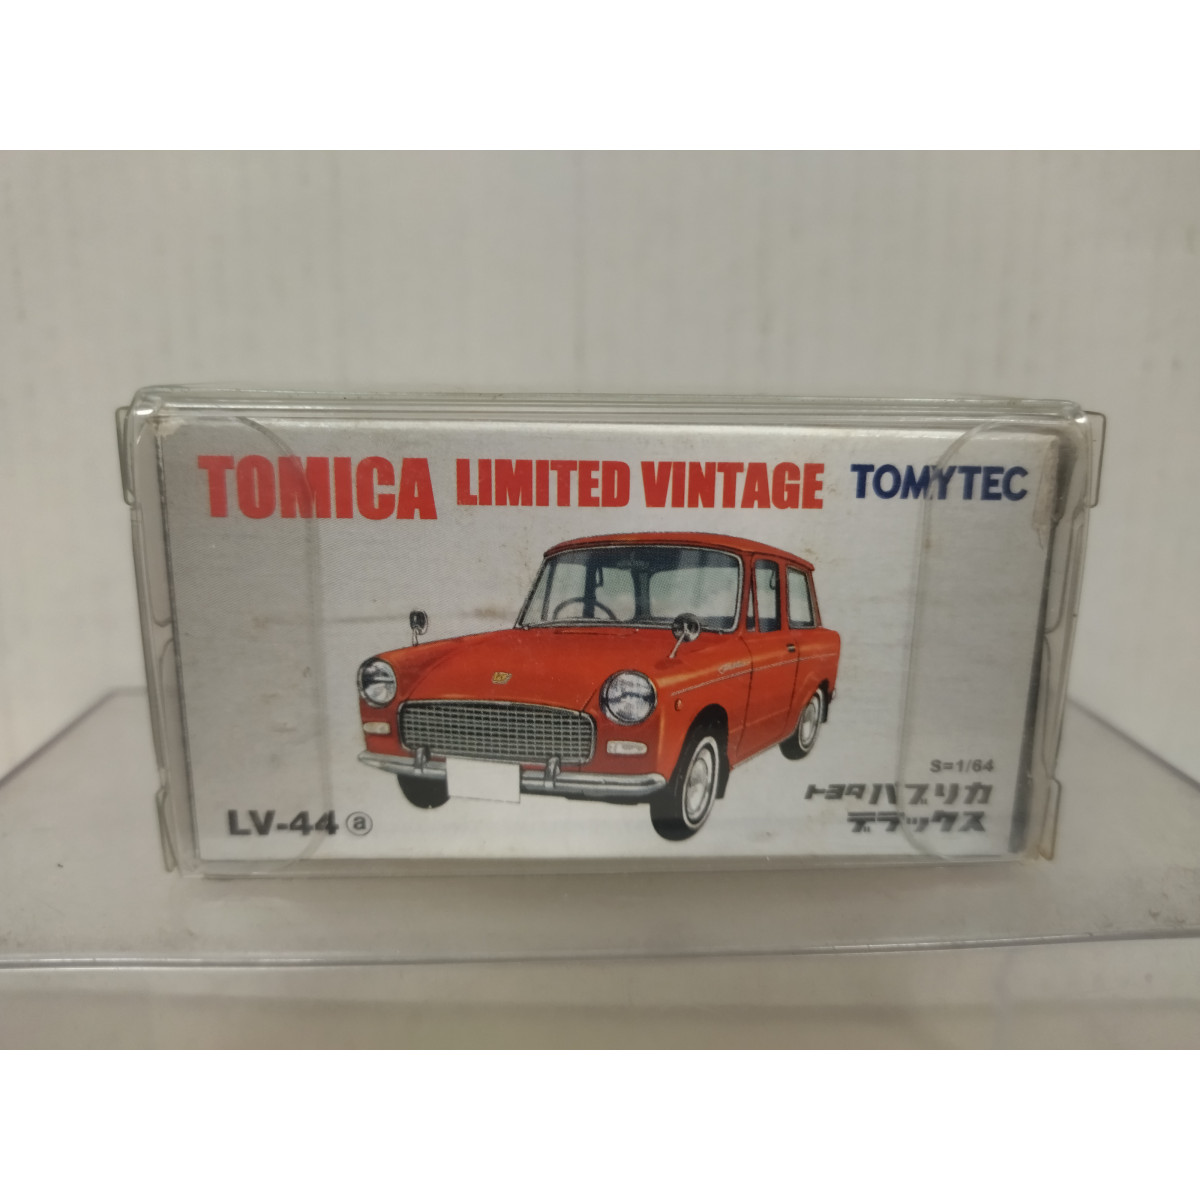 TOMICA LIMITED VINTAGE TOMYTEC
S=1/64
トヨタ パブリカ
デラックス
LV-44 ⓐ